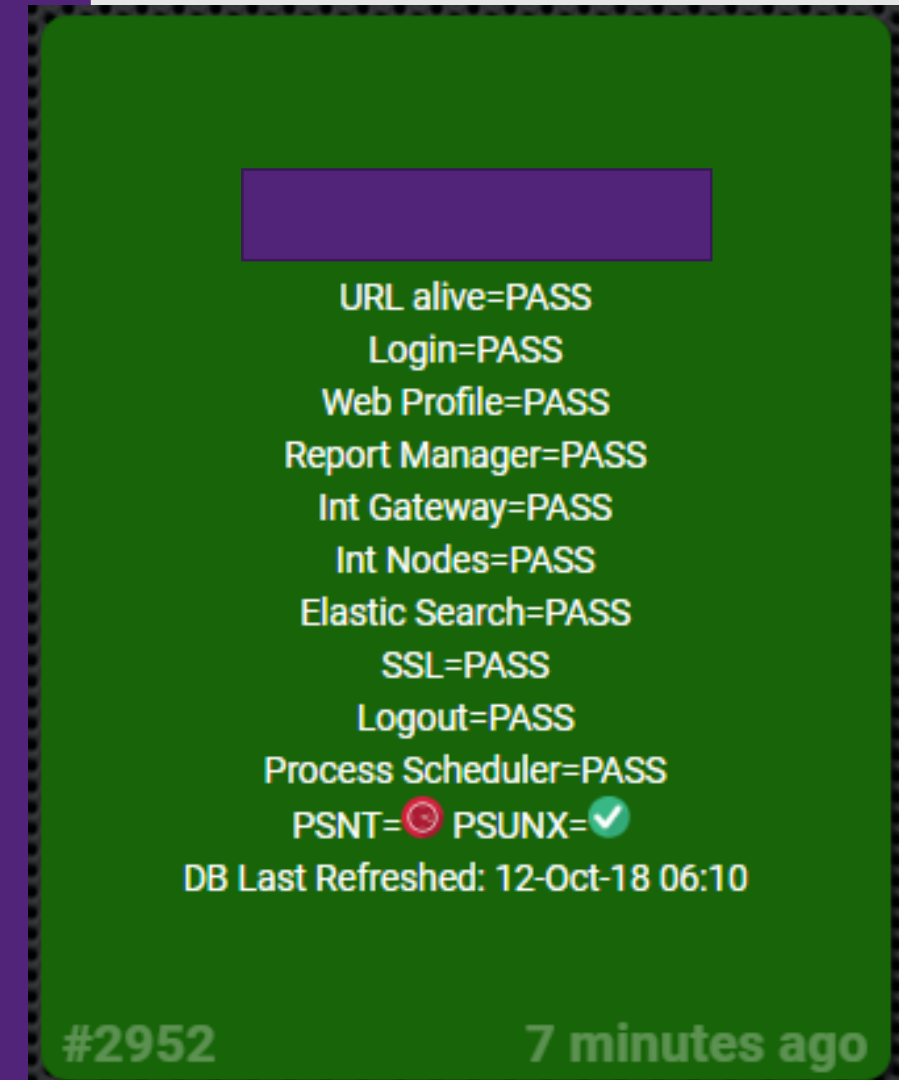 URL alive=PASS
Login=PASS
Web Profile=PASS
Report Manager=PASS
Int Gateway=PASS
Int Nodes=PASS
Elastic Search=PASS
SSL=PASS
Logout=PASS
Process Scheduler=PASS
PSNT= PSUNX=
DB Last Refreshed: 12-Oct-18 06:10
#2952 7 minutes ago